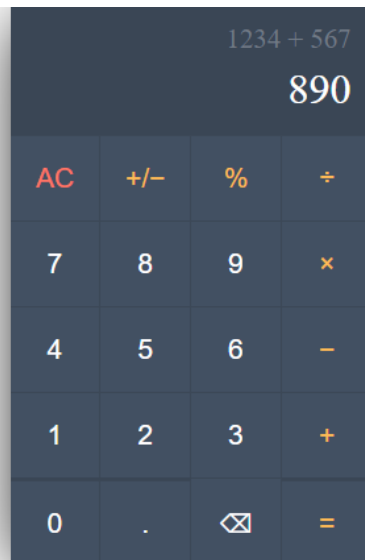 1234 + 567
890
AC +/− % ÷
7 8 9 ×
4 5 6 −
1 2 3 +
0 . ⌫ =